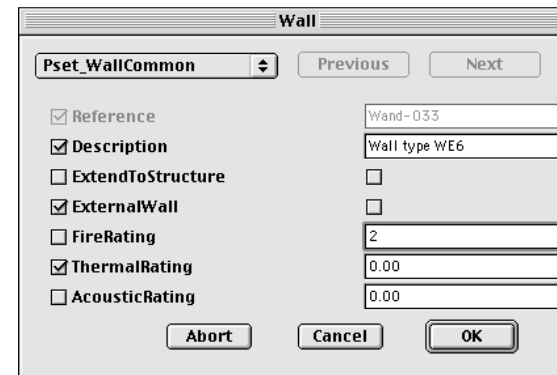 Wall
Pset_WallCommon Previous Next
Reference Wand-033
Description Wall type WE6
ExtendToStructure
ExternalWall
FireRating 2
ThermalRating 0.00
AcousticRating 0.00
Abort Cancel OK